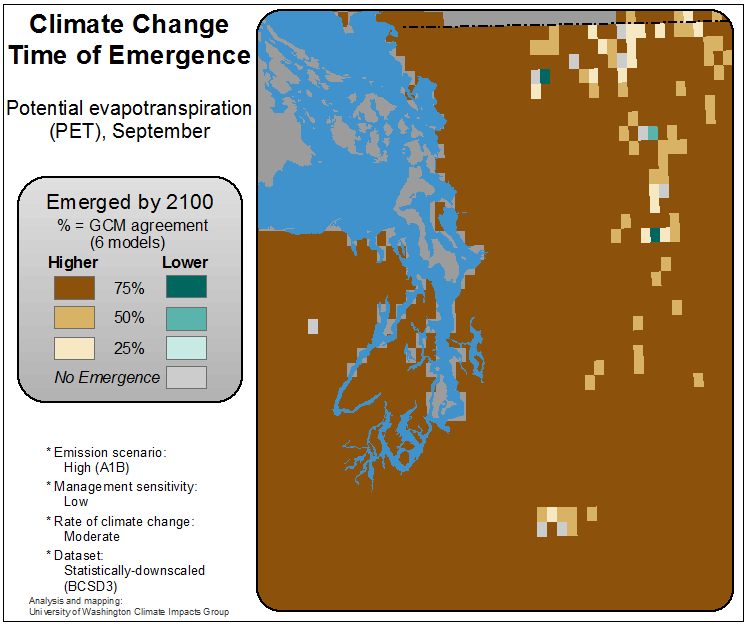 Climate Change
Time of Emergence
Potential evapotranspiration
(PET), September
Emerged by 2100
% = GCM agreement
(6 models)
Higher Lower
75%
50%
25%
No Emergence
* Emission scenario:
High (A1B)
* Management sensitivity:
Low
* Rate of climate change:
Moderate
* Dataset:
Statistically-downscaled
(BCSD3)
Analysis and mapping:
University of Washington Climate Impacts Group